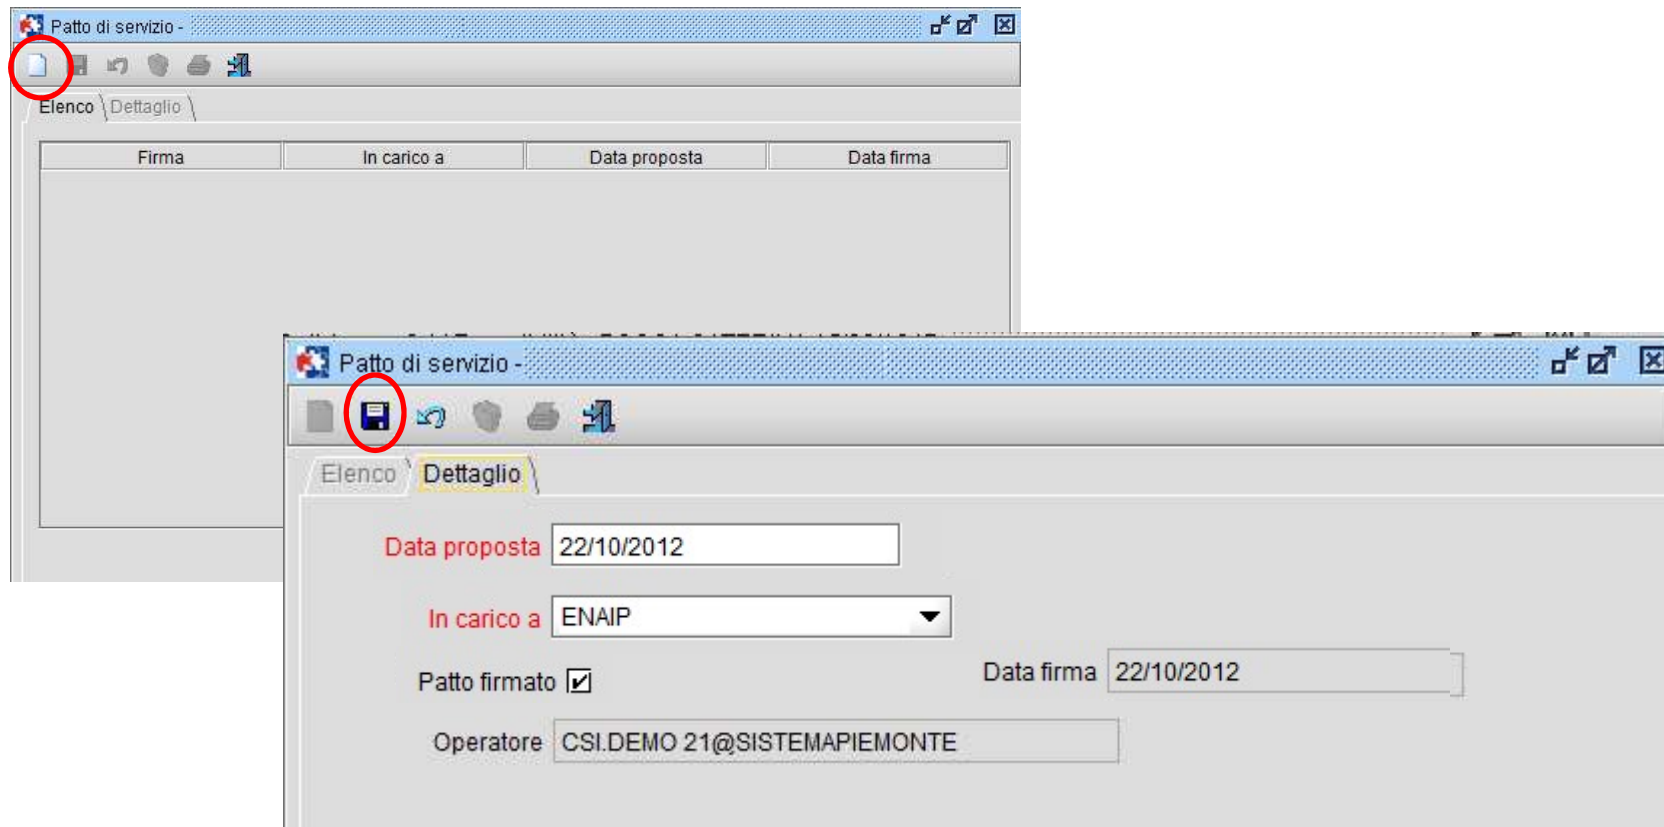 Patto di servizio -
Elenco Dettaglio
Firma In carico a Data proposta Data firma
Patto di servizio -
Elenco Dettaglio
Data proposta 22/10/2012
In carico a ENAIP
Patto firmato Data firma 22/10/2012
Operatore CSI.DEMO 21@SISTEMAPIEMONTE